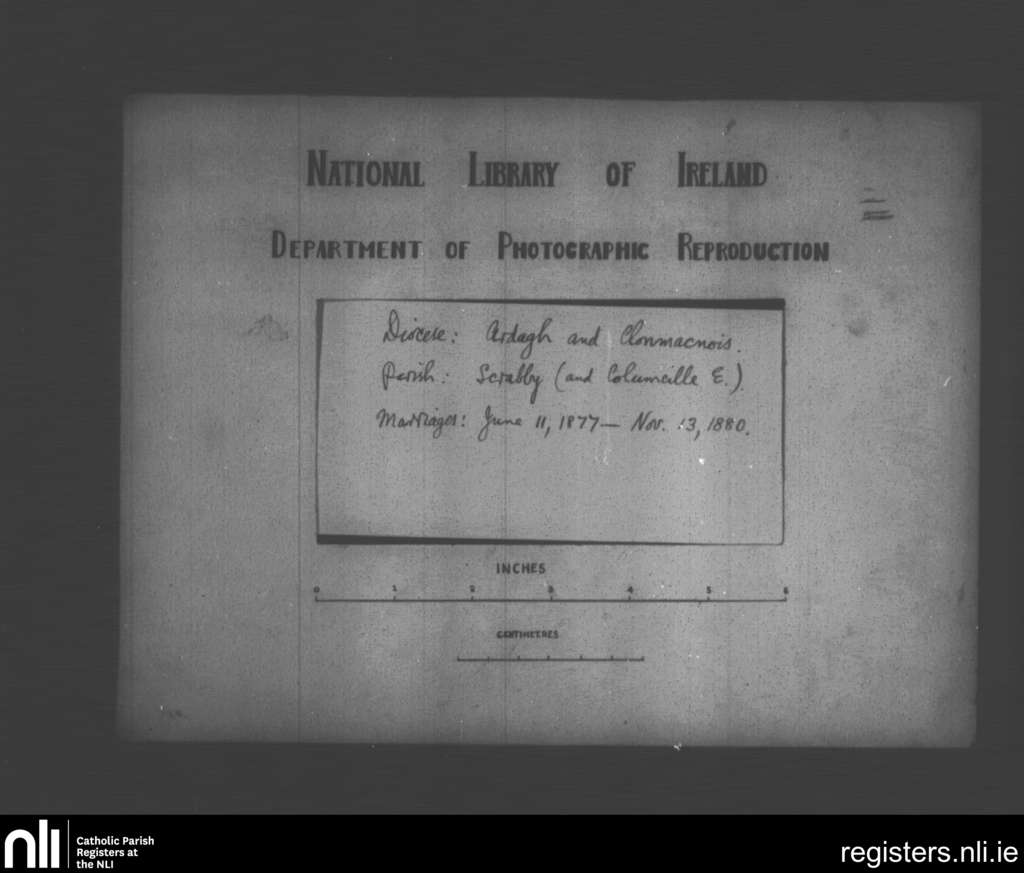 NATIONAL LIBRARY OF IRELAND
DEPARTMENT OF PHOTOGRAPHIC REPRODUCTION
Diocese: Ardagh and Clonmacnois.
Parish: Scrabby (and Columcille E.)
Marriages: June 11, 1877— Nov. 13, 1880.
INCHES
0 1 2 3 4 5 6
CENTIMETRES
nli
Catholic Parish
Registers at
the NLI
registers.nli.ie